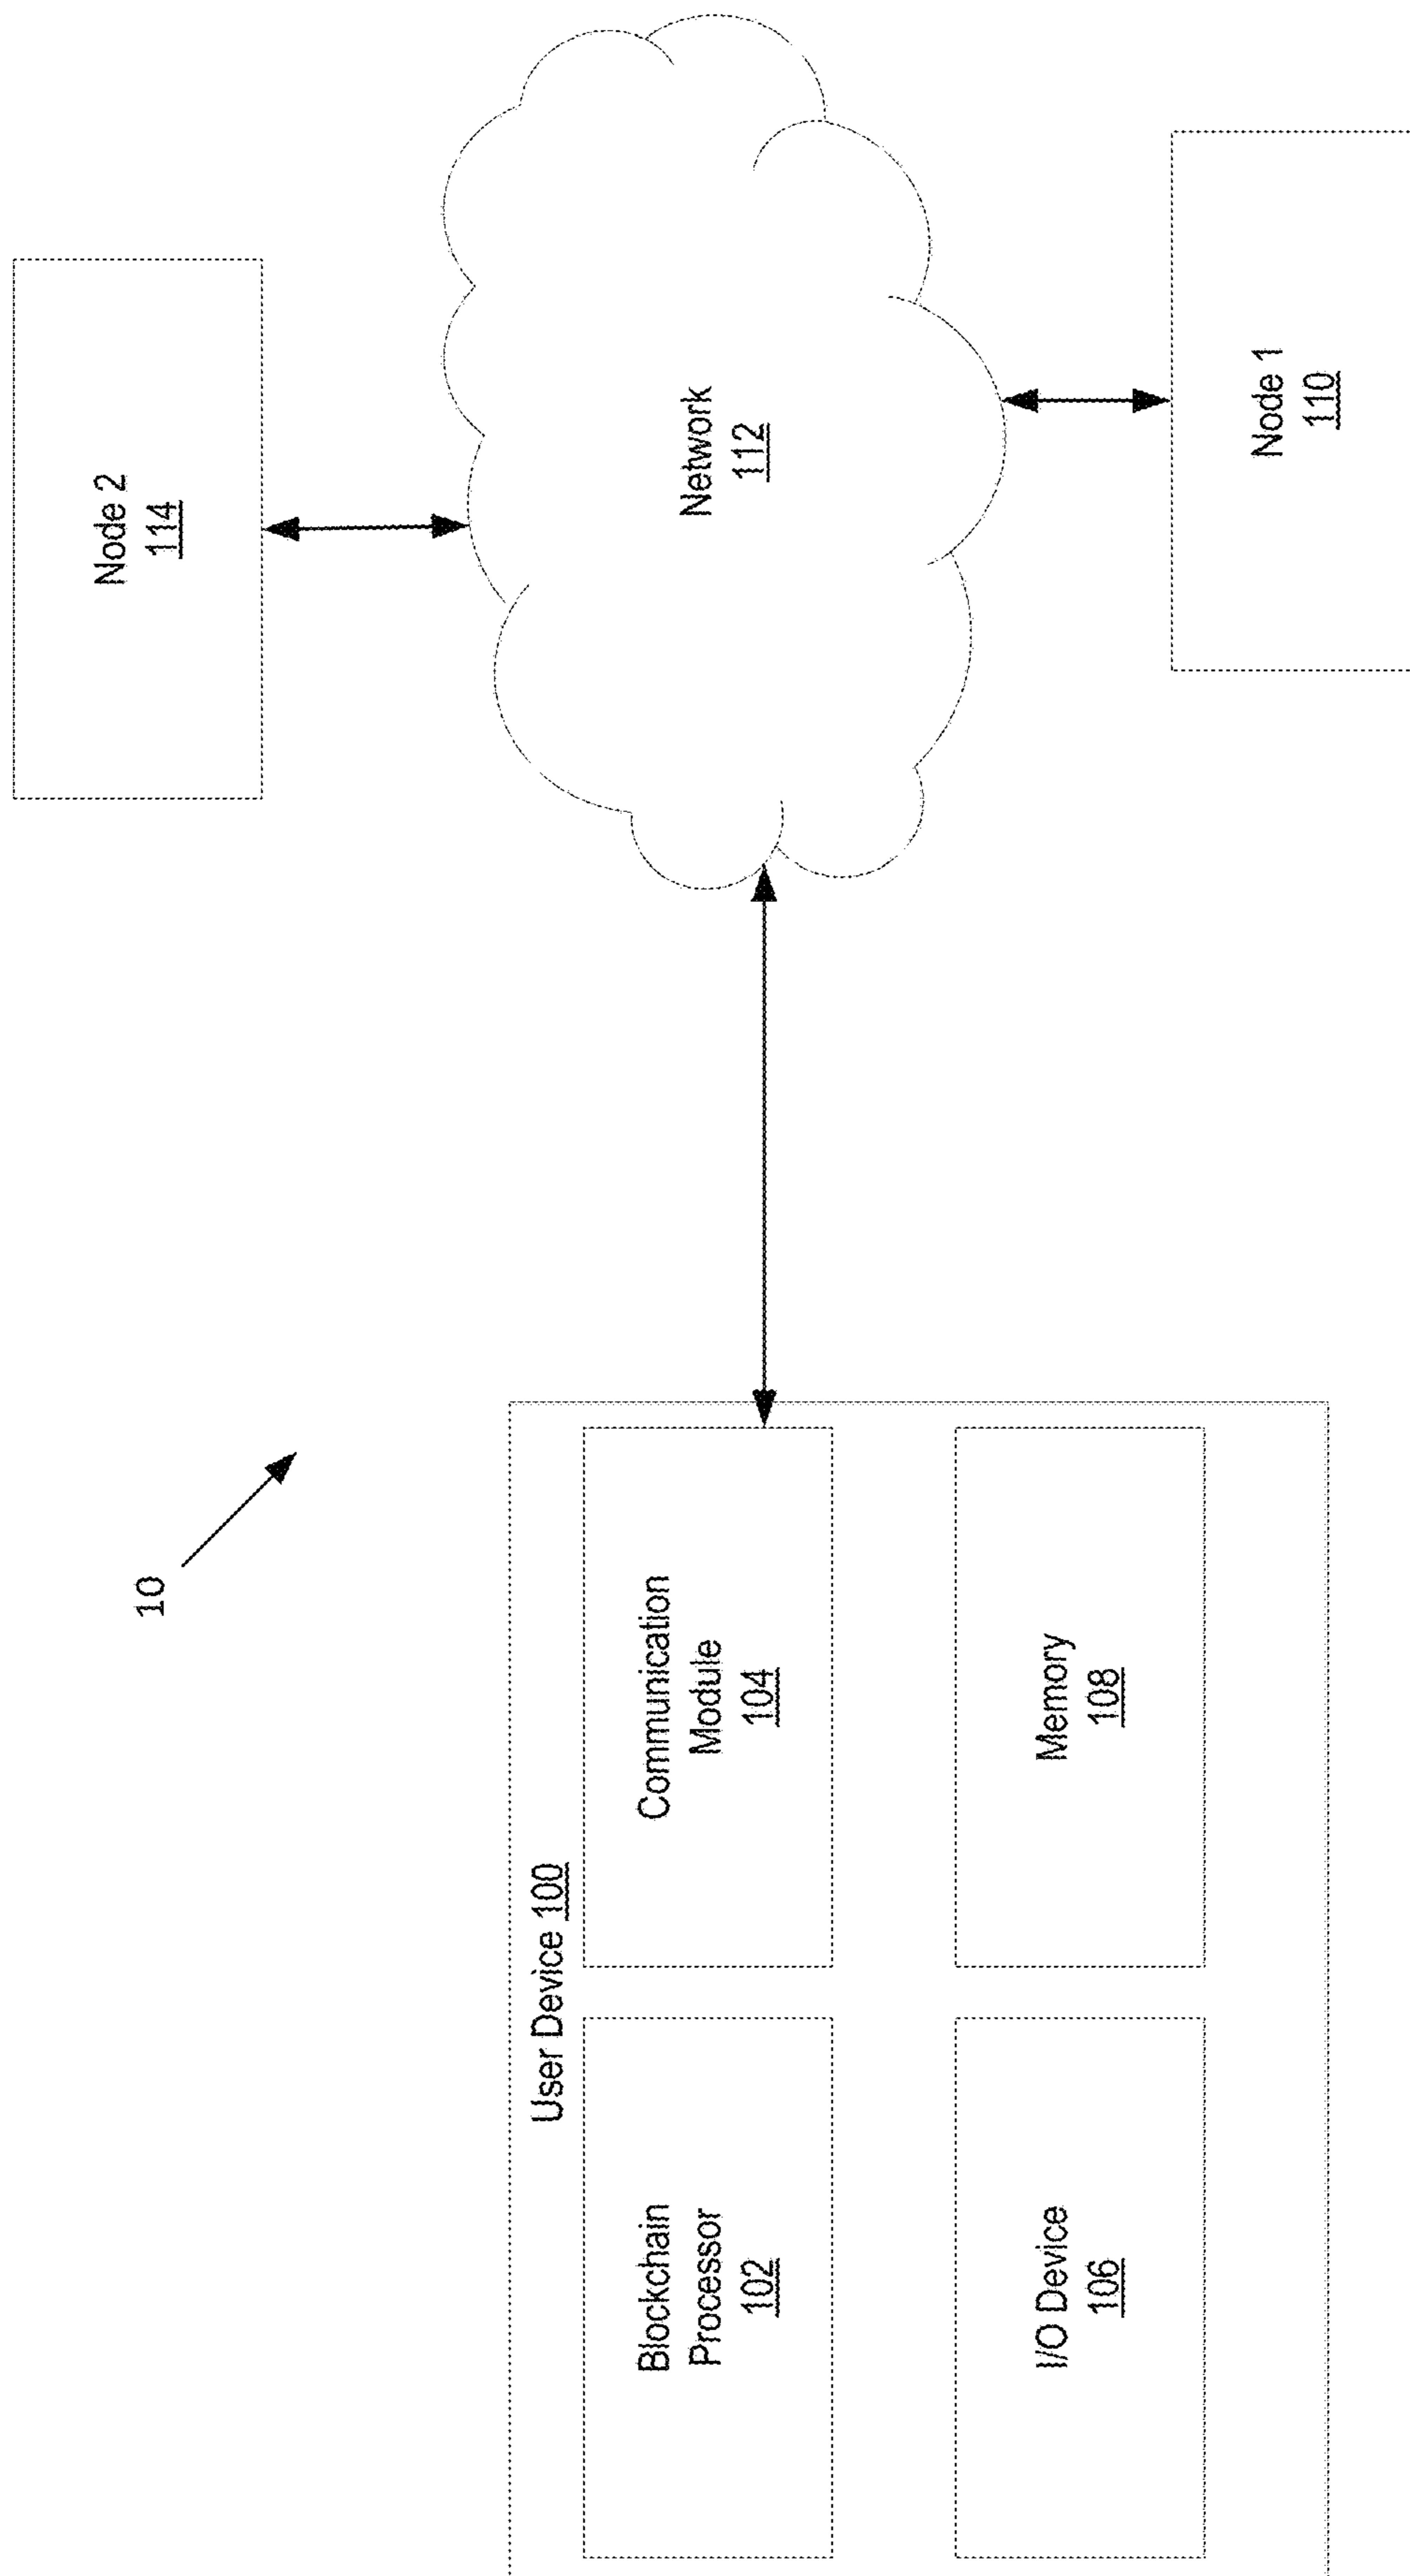 10
User Device 100
Blockchain
Processor
102
Communication
Module
104
I/O Device
106
Memory
108
Node 2
114
Network
112
Node 1
110